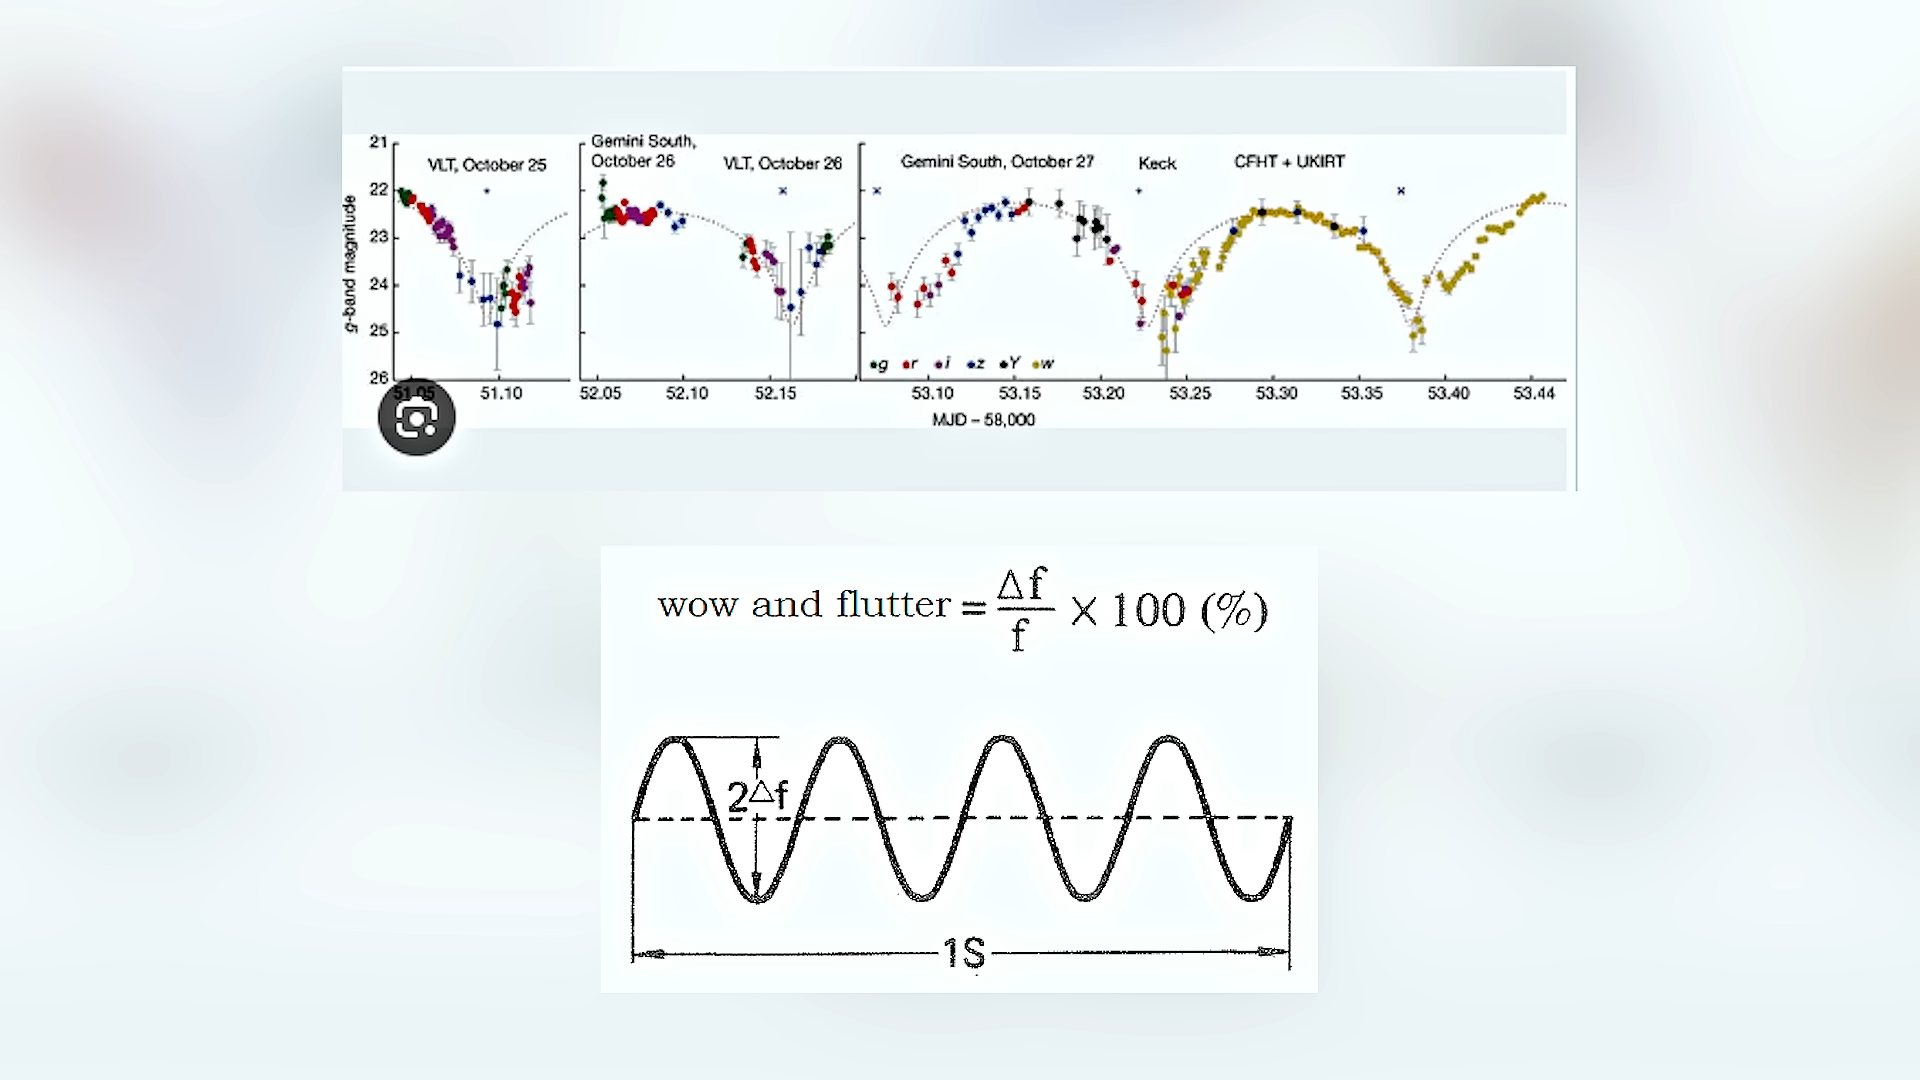 Gemini South,
October 26
VLT, October 25
VLT, October 26
Gemini South, October 27
Keck
CFHT + UKIRT
g-band magnitude
21
22
23
24
25
26
g r i z Y w
51.05 51.10 52.05 52.10 52.15 53.10 53.15 53.20 53.25 53.30 53.35 53.40 53.44
MJD – 58,000
wow and flutter = Δf / f × 100 (%)
2Δf
1S